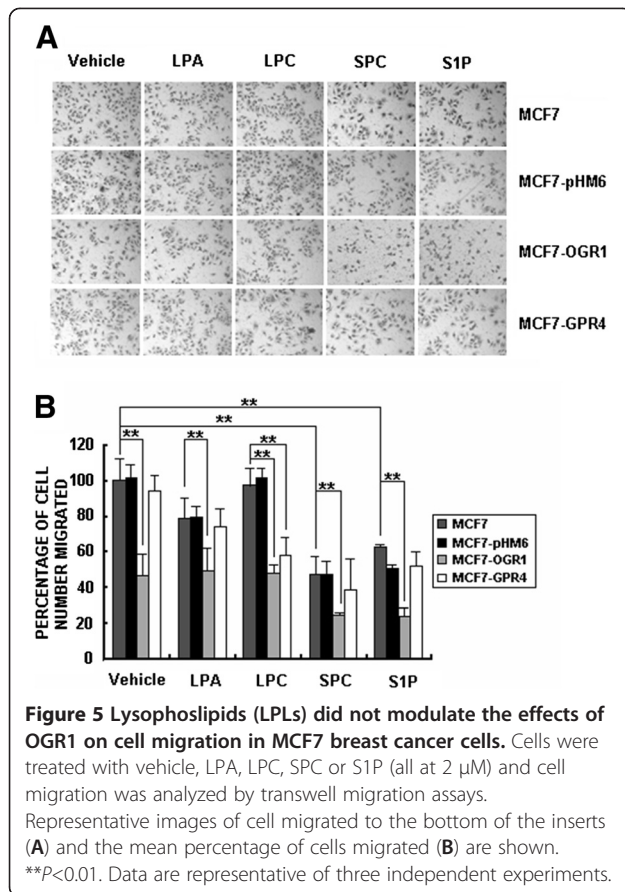 A
Vehicle LPA LPC SPC S1P
MCF7
MCF7-pHM6
MCF7-OGR1
MCF7-GPR4
B
PERCENTAGE OF CELL
NUMBER MIGRATED
120
100
80
60
40
20
0
**
**
**
**
**
**
**
**
MCF7
MCF7-pHM6
MCF7-OGR1
MCF7-GPR4
Vehicle LPA LPC SPC S1P
Figure 5 Lysophoslipids (LPLs) did not modulate the effects of
OGR1 on cell migration in MCF7 breast cancer cells. Cells were
treated with vehicle, LPA, LPC, SPC or S1P (all at 2 μM) and cell
migration was analyzed by transwell migration assays.
Representative images of cell migrated to the bottom of the inserts
(A) and the mean percentage of cells migrated (B) are shown.
**P<0.01. Data are representative of three independent experiments.